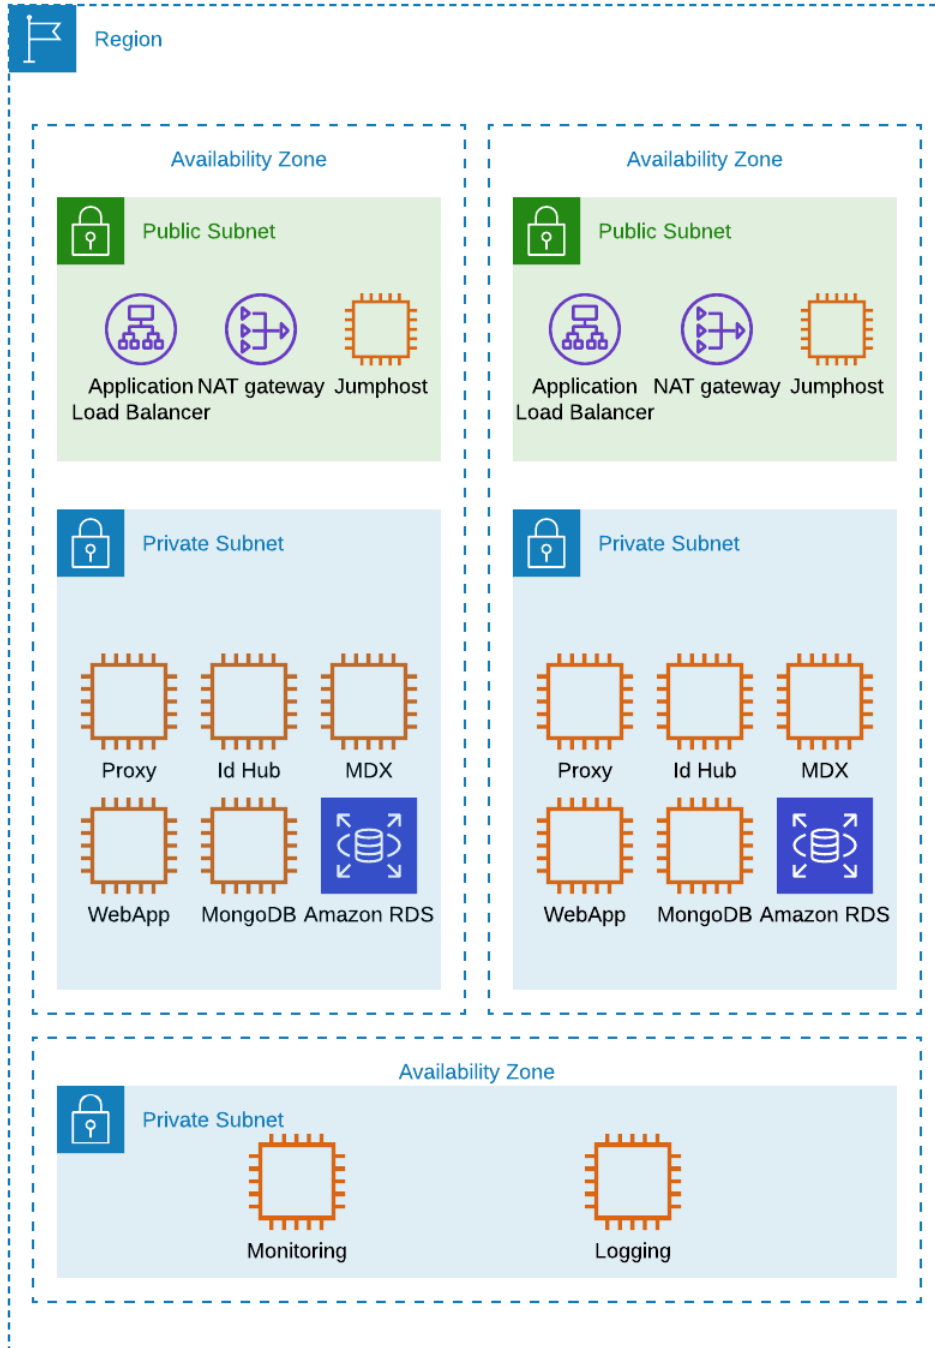 Region
Availability Zone
Public Subnet
Application
Load Balancer
NAT gateway
Jumphost
Private Subnet
Proxy
Id Hub
MDX
WebApp
MongoDB
Amazon RDS
Availability Zone
Public Subnet
Application
Load Balancer
NAT gateway
Jumphost
Private Subnet
Proxy
Id Hub
MDX
WebApp
MongoDB
Amazon RDS
Availability Zone
Private Subnet
Monitoring
Logging